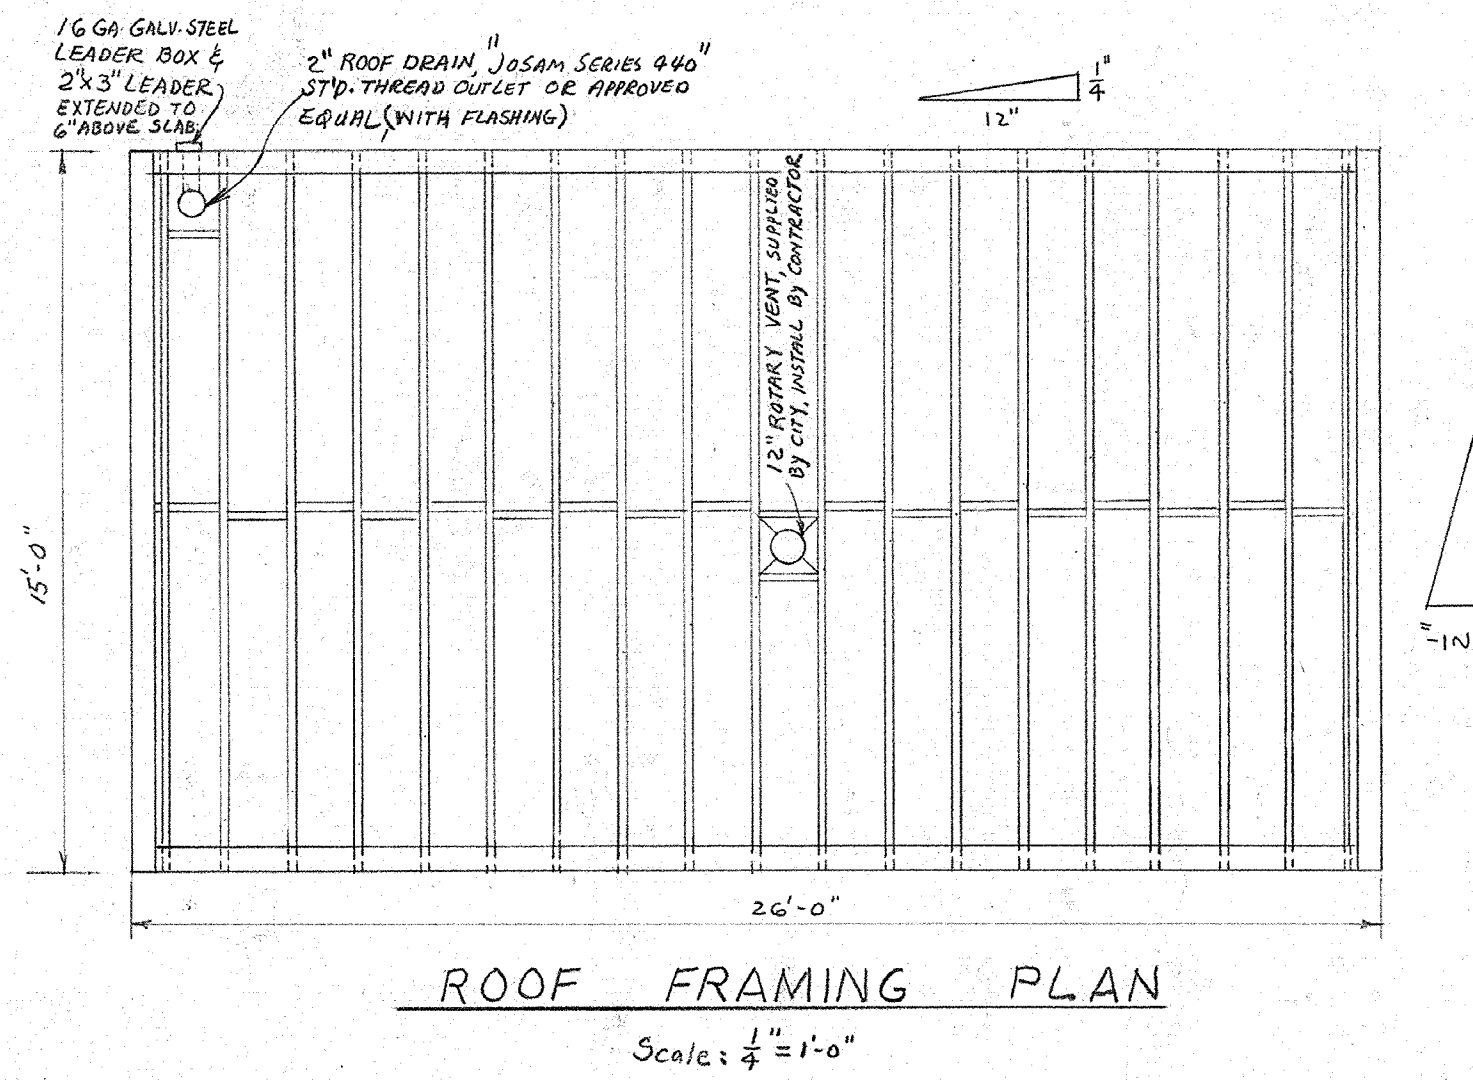 16 GA. GALV. STEEL
LEADER BOX &
2"X3" LEADER
EXTENDED TO
6" ABOVE SLAB
2" ROOF DRAIN, "JOSAM SERIES 440"
ST'D. THREAD OUTLET OR APPROVED
EQUAL, (WITH FLASHING)
1/4"
12"
12" ROTARY VENT, SUPPLIED
BY CITY, INSTALL BY CONTRACTOR
15'-0"
12"
26'-0"
ROOF FRAMING PLAN
Scale: 1/4" = 1'-0"